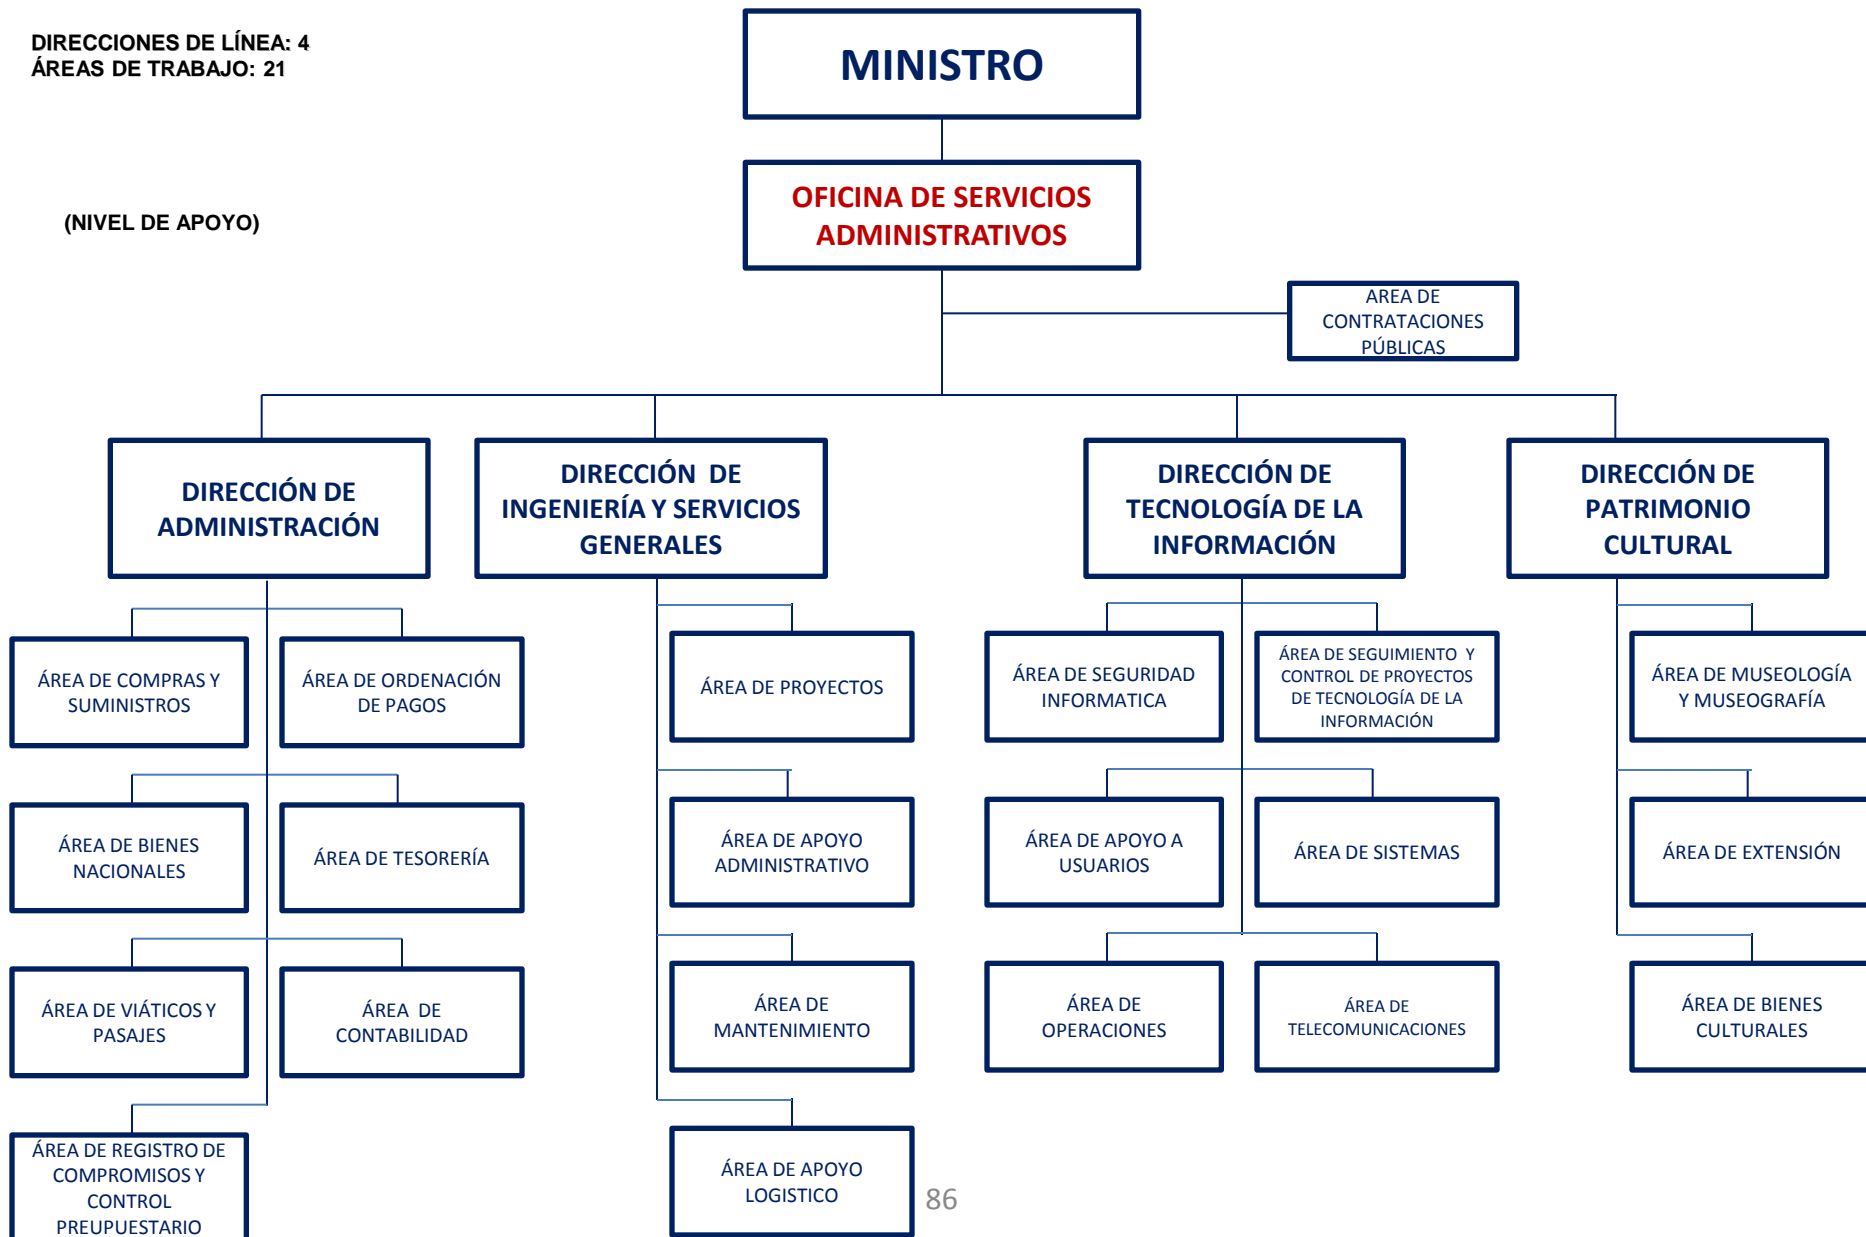 DIRECCIONES DE LÍNEA: 4
ÁREAS DE TRABAJO: 21
MINISTRO
(NIVEL DE APOYO)
OFICINA DE SERVICIOS
ADMINISTRATIVOS
AREA DE
CONTRATACIONES
PÚBLICAS
DIRECCIÓN DE
ADMINISTRACIÓN
DIRECCIÓN DE
INGENIERÍA Y SERVICIOS
GENERALES
DIRECCIÓN DE
TECNOLOGÍA DE LA
INFORMACIÓN
DIRECCIÓN DE
PATRIMONIO
CULTURAL
ÁREA DE COMPRAS Y
SUMINISTROS
ÁREA DE ORDENACIÓN
DE PAGOS
ÁREA DE PROYECTOS
ÁREA DE SEGURIDAD
INFORMATICA
ÁREA DE SEGUIMIENTO Y
CONTROL DE PROYECTOS
DE TECNOLOGÍA DE LA
INFORMACIÓN
ÁREA DE MUSEOLOGÍA
Y MUSEOGRAFÍA
ÁREA DE BIENES
NACIONALES
ÁREA DE TESORERÍA
ÁREA DE APOYO
ADMINISTRATIVO
ÁREA DE APOYO A
USUARIOS
ÁREA DE SISTEMAS
ÁREA DE EXTENSIÓN
ÁREA DE VIÁTICOS Y
PASAJES
ÁREA DE
CONTABILIDAD
ÁREA DE
MANTENIMIENTO
ÁREA DE
OPERACIONES
ÁREA DE
TELECOMUNICACIONES
ÁREA DE BIENES
CULTURALES
ÁREA DE REGISTRO DE
COMPROMISOS Y
CONTROL
PREUPUESTARIO
ÁREA DE APOYO
LOGISTICO
86